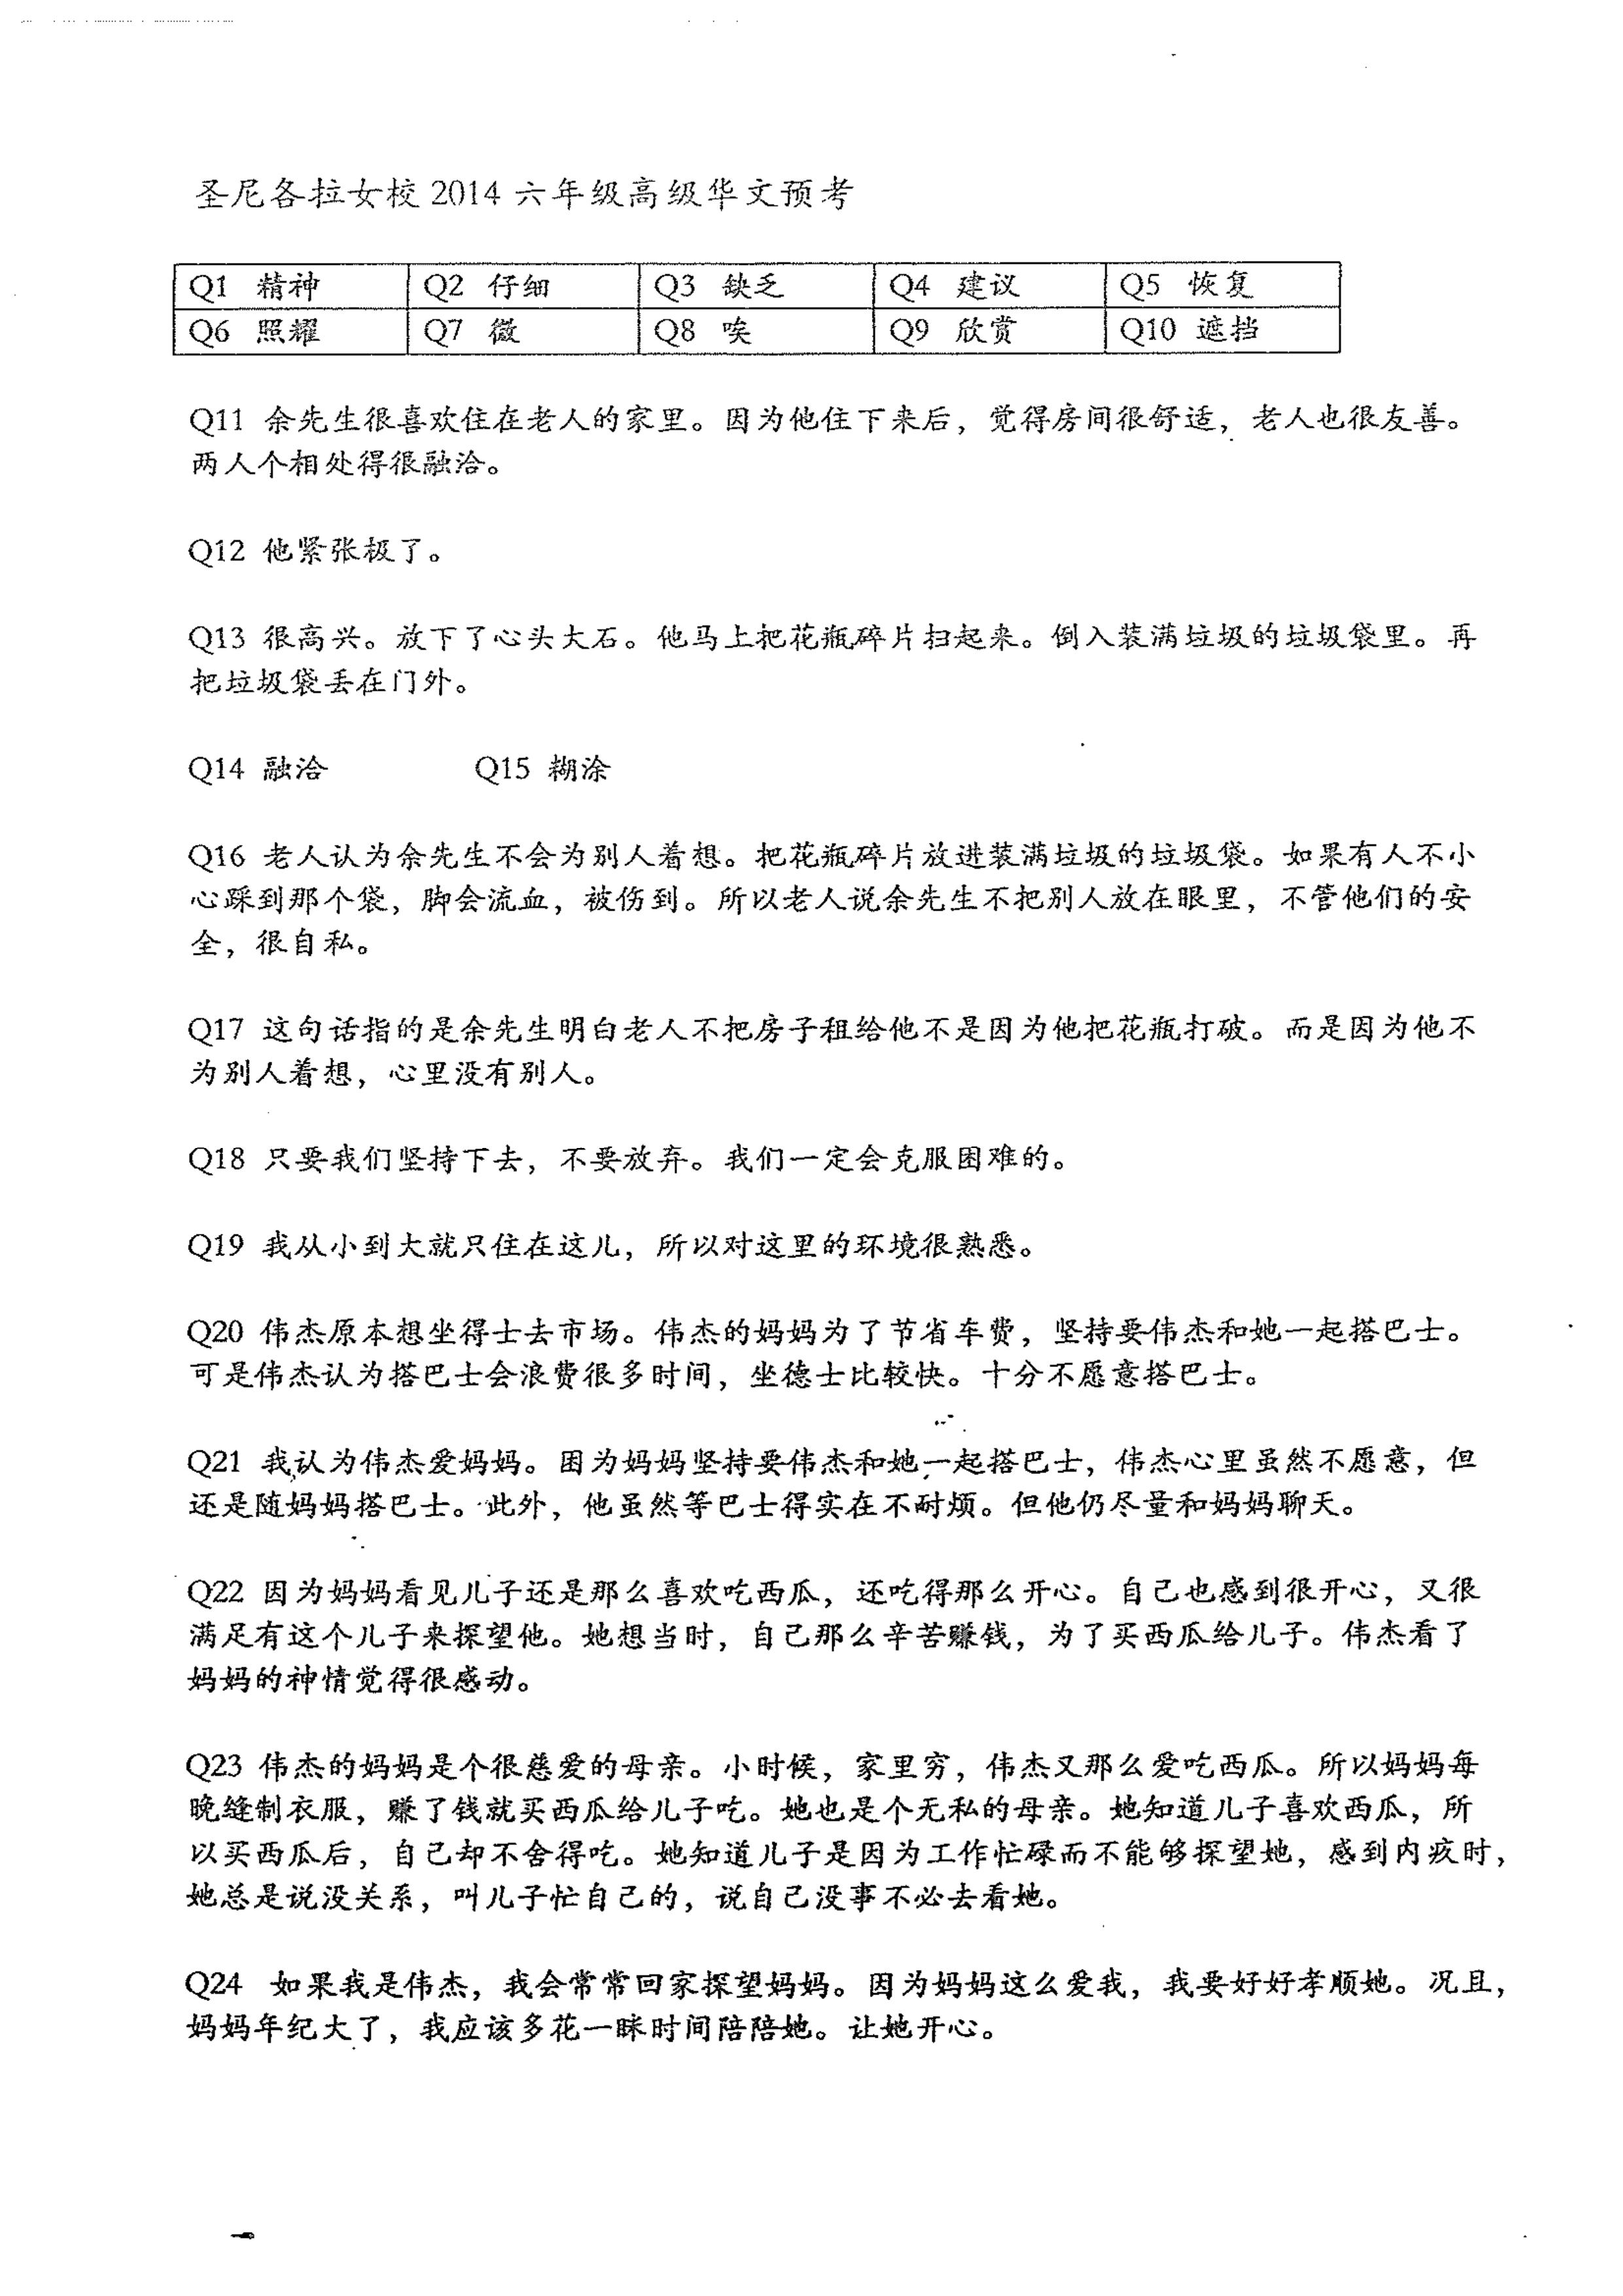 圣尼各拉女校 2014 六年级高级华文预考
Q1 精神 Q2 仔细 Q3 缺乏 Q4 建议 Q5 恢复
Q6 照耀 Q7 微 Q8 唉 Q9 欣赏 Q10 遮挡
Q11 余先生很喜欢住在老人的家里。因为他住下来后，觉得房间很舒适，老人也很友善。
两人个相处得很融洽。
Q12 他紧张极了。
Q13 很高兴。放下了心头大石。他马上把花瓶碎片扫起来。倒入装满垃圾的垃圾袋里。再
把垃圾袋丢在门外。
Q14 融洽 Q15 糊涂
Q16 老人认为余先生不会为别人着想。把花瓶碎片放进装满垃圾的垃圾袋。如果有人不小
心踩到那个袋，脚会流血，被伤到。所以老人说余先生不把别人放在眼里，不管他们的安
全，很自私。
Q17 这句话指的是余先生明白老人不把房子租给他不是因为他把花瓶打破。而是因为他不
为别人着想，心里没有别人。
Q18 只要我们坚持下去，不要放弃。我们一定会克服困难的。
Q19 我从小到大就只住在这儿，所以对这里的环境很熟悉。
Q20 伟杰原本想坐得士去市场。伟杰的妈妈为了节省车费，坚持要伟杰和她一起搭巴士。
可是伟杰认为搭巴士会浪费很多时间，坐德士比较快。十分不愿意搭巴士。
Q21 我认为伟杰爱妈妈。因为妈妈坚持要伟杰和她一起搭巴士，伟杰心里虽然不愿意，但
还是随妈妈搭巴士。此外，他虽然等巴士得实在不耐烦。但他仍尽量和妈妈聊天。
Q22 因为妈妈看见儿子还是那么喜欢吃西瓜，还吃得那么开心。自己也感到很开心，又很
满足有这个儿子来探望他。她想当时，自己那么辛苦赚钱，为了买西瓜给儿子。伟杰看了
妈妈的神情觉得很感动。
Q23 伟杰的妈妈是个很慈爱的母亲。小时候，家里穷，伟杰又那么爱吃西瓜。所以妈妈每
晚缝制衣服，赚了钱就买西瓜给儿子吃。她也是个无私的母亲。她知道儿子喜欢西瓜，所
以买西瓜后，自己却不舍得吃。她知道儿子是因为工作忙碌而不能够探望她，感到内疚时，
她总是说没关系，叫儿子忙自己的，说自己没事不必去看她。
Q24 如果我是伟杰，我会常常回家探望妈妈。因为妈妈这么爱我，我要好好孝顺她。况且，
妈妈年纪大了，我应该多花一眯时间陪陪她。让她开心。